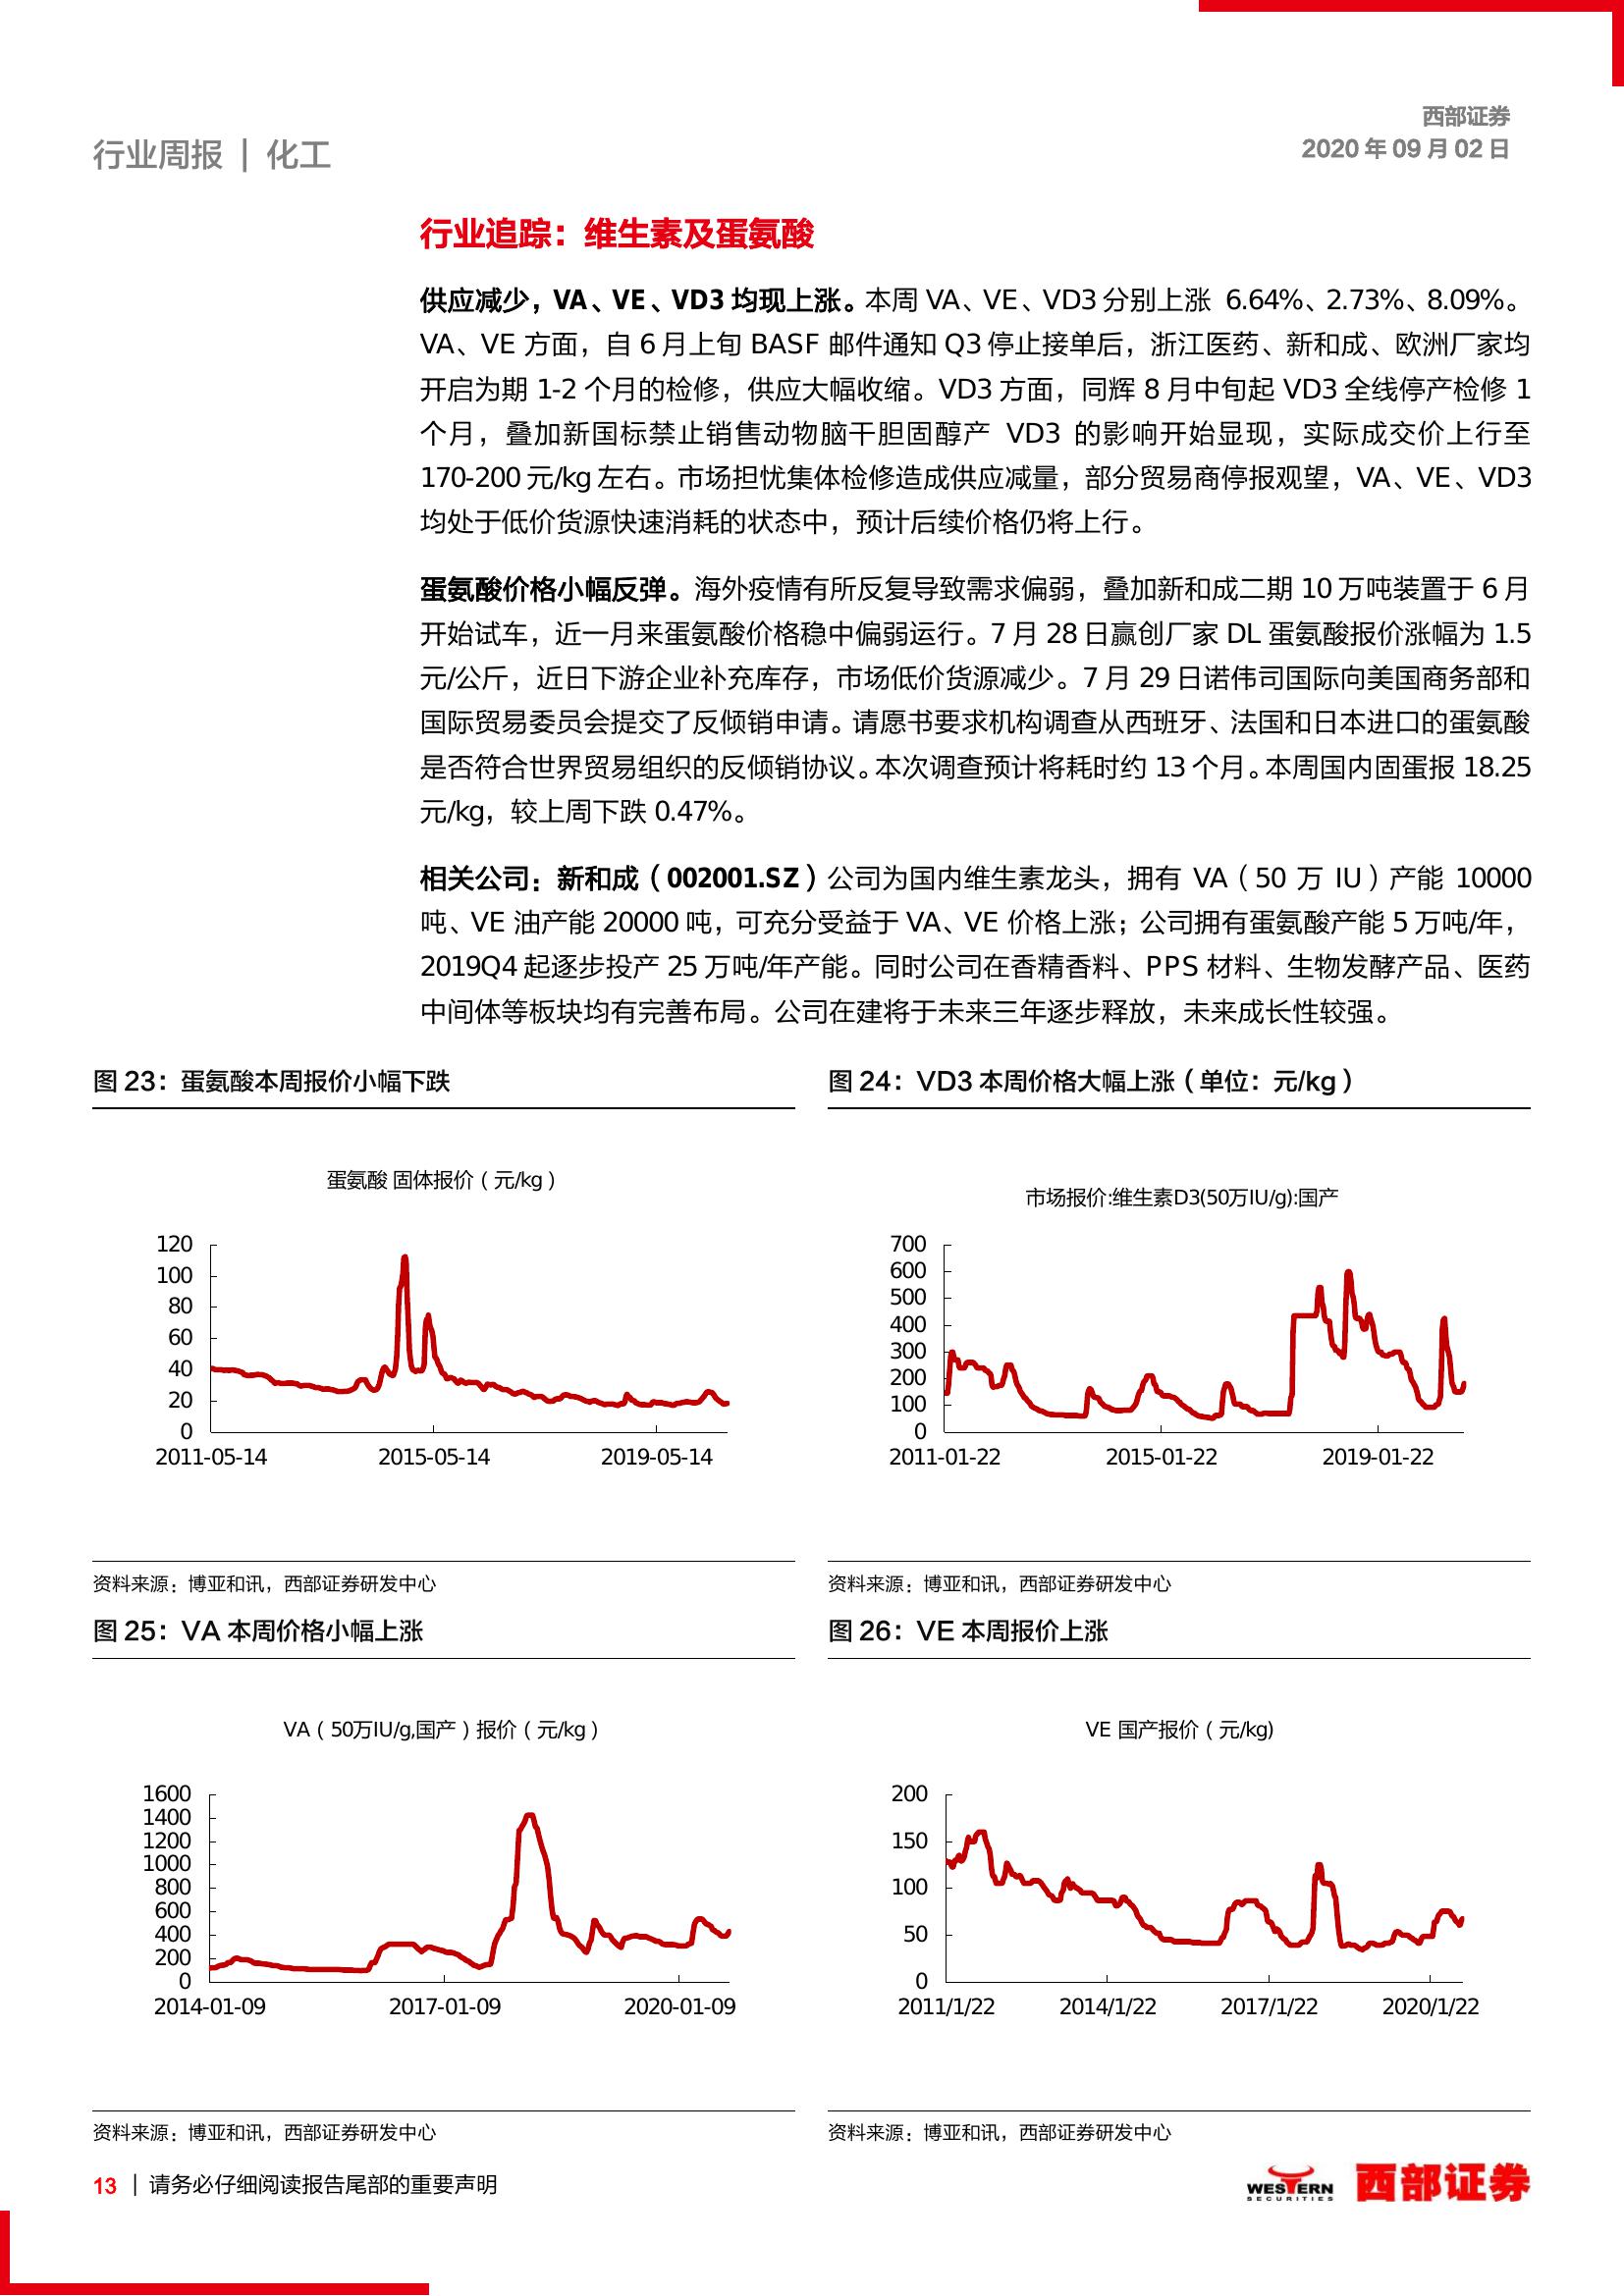 西部证券
行业周报 | 化工
2020 年 09 月 02 日
行业追踪：维生素及蛋氨酸
供应减少，VA、VE、VD3 均现上涨。本周 VA、VE、VD3 分别上涨 6.64%、2.73%、8.09%。
VA、VE 方面，自 6 月上旬 BASF 邮件通知 Q3 停止接单后，浙江医药、新和成、欧洲厂家均
开启为期 1-2 个月的检修，供应大幅收缩。VD3 方面，同辉 8 月中旬起 VD3 全线停产检修 1
个月，叠加新国标禁止销售动物脑干胆固醇产 VD3 的影响开始显现，实际成交价上行至
170-200 元/kg 左右。市场担忧集体检修造成供应减量，部分贸易商停报观望，VA、VE、VD3
均处于低价货源快速消耗的状态中，预计后续价格仍将上行。
蛋氨酸价格小幅反弹。海外疫情有所反复导致需求偏弱，叠加新和成二期 10 万吨装置于 6 月
开始试车，近一月来蛋氨酸价格稳中偏弱运行。7 月 28 日赢创厂家 DL 蛋氨酸报价涨幅为 1.5
元/公斤，近日下游企业补充库存，市场低价货源减少。7 月 29 日诺伟司国际向美国商务部和
国际贸易委员会提交了反倾销申请。请愿书要求机构调查从西班牙、法国和日本进口的蛋氨酸
是否符合世界贸易组织的反倾销协议。本次调查预计将耗时约 13 个月。本周国内固蛋报 18.25
元/kg，较上周下跌 0.47%。
相关公司：新和成（002001.SZ）公司为国内维生素龙头，拥有 VA（50 万 IU）产能 10000
吨、VE 油产能 20000 吨，可充分受益于 VA、VE 价格上涨；公司拥有蛋氨酸产能 5 万吨/年，
2019Q4 起逐步投产 25 万吨/年产能。同时公司在香精香料、PPS 材料、生物发酵产品、医药
中间体等板块均有完善布局。公司在建将于未来三年逐步释放，未来成长性较强。
图 23：蛋氨酸本周报价小幅下跌
蛋氨酸 固体报价（元/kg）
120
100
80
60
40
20
0
2011-05-14 2015-05-14 2019-05-14
资料来源：博亚和讯，西部证券研发中心
图 24：VD3 本周价格大幅上涨（单位：元/kg）
市场报价:维生素D3(50万IU/g):国产
700
600
500
400
300
200
100
0
2011-01-22 2015-01-22 2019-01-22
资料来源：博亚和讯，西部证券研发中心
图 25：VA 本周价格小幅上涨
VA（50万IU/g,国产）报价（元/kg）
1600
1400
1200
1000
800
600
400
200
0
2014-01-09 2017-01-09 2020-01-09
资料来源：博亚和讯，西部证券研发中心
图 26：VE 本周报价上涨
VE 国产报价（元/kg)
200
150
100
50
0
2011/1/22 2014/1/22 2017/1/22 2020/1/22
资料来源：博亚和讯，西部证券研发中心
13 | 请务必仔细阅读报告尾部的重要声明
WESTERN
SECURITIES
西部证券